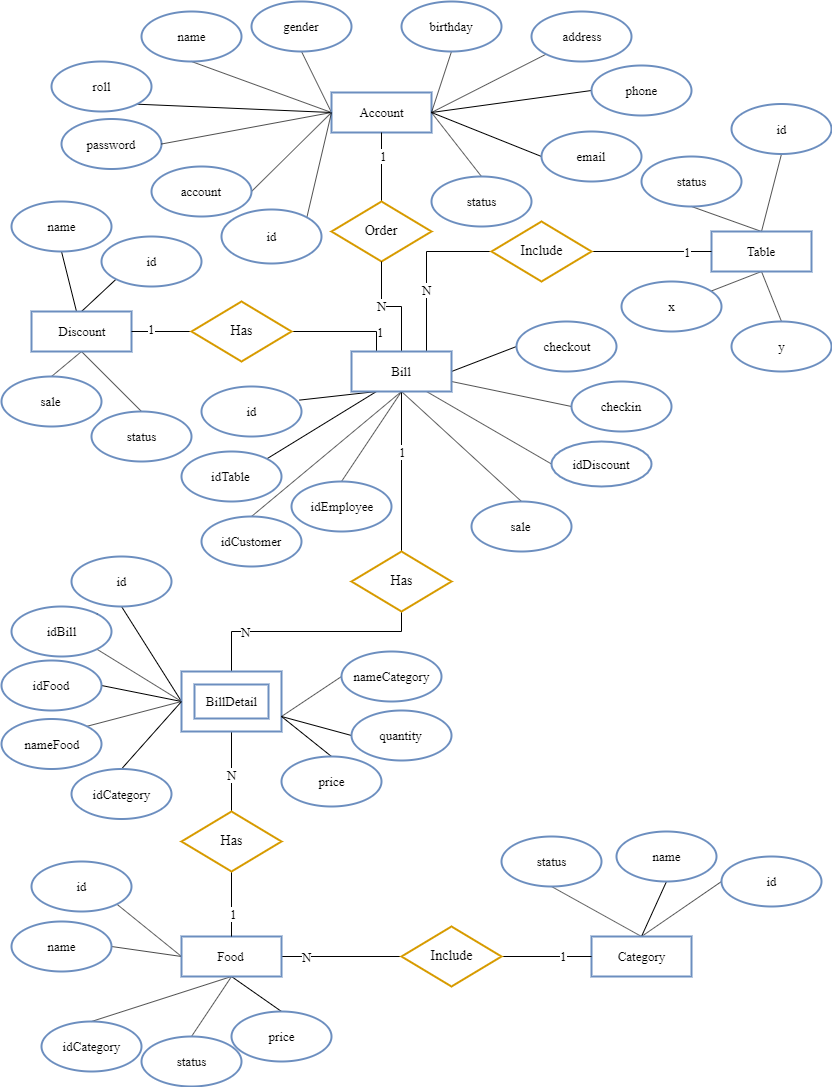 gender
birthday
name
address
roll
phone
Account
id
password
1
email
status
account
status
name
Order
id
Include
1
Table
id
N
N
x
Discount
1
Has
1
y
checkout
Bill
sale
id
checkin
status
1
idTable
idDiscount
idEmployee
sale
idCustomer
id
Has
idBill
N
nameCategory
idFood
BillDetail
quantity
nameFood
N
price
idCategory
Has
name
status
id
id
1
name
Food
N
Include
1
Category
price
idCategory
status